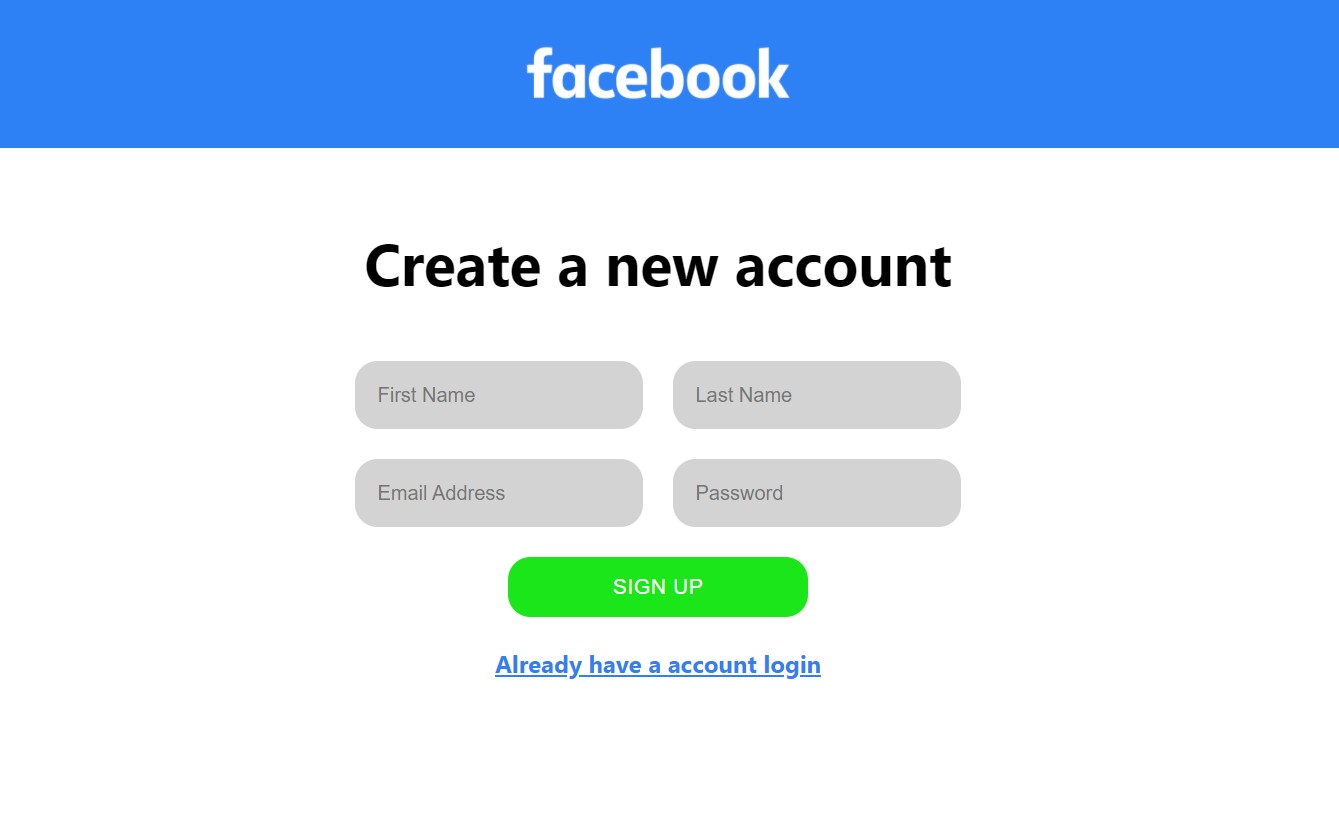 facebook
Create a new account
First Name
Last Name
Email Address
Password
SIGN UP
Already have a account login